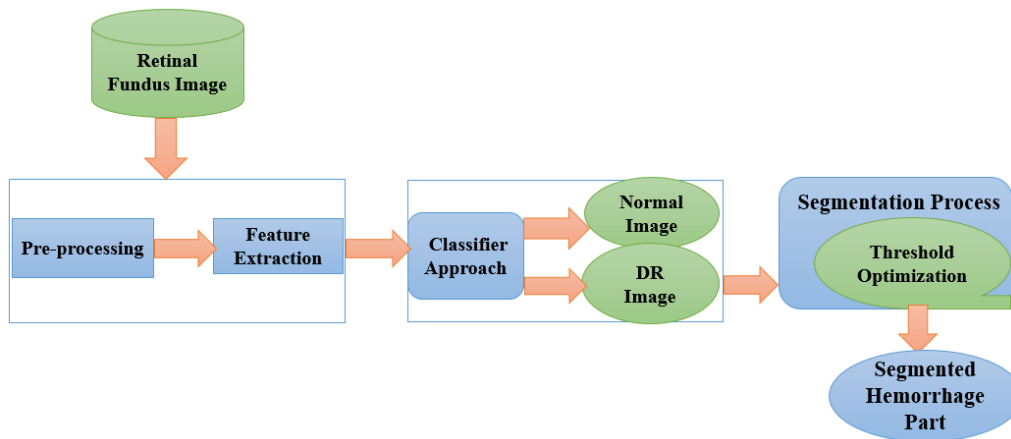 Retinal
Fundus Image
Pre-processing
Feature
Extraction
Classifier
Approach
Normal
Image
DR
Image
Segmentation Process
Threshold
Optimization
Segmented
Hemorrhage
Part